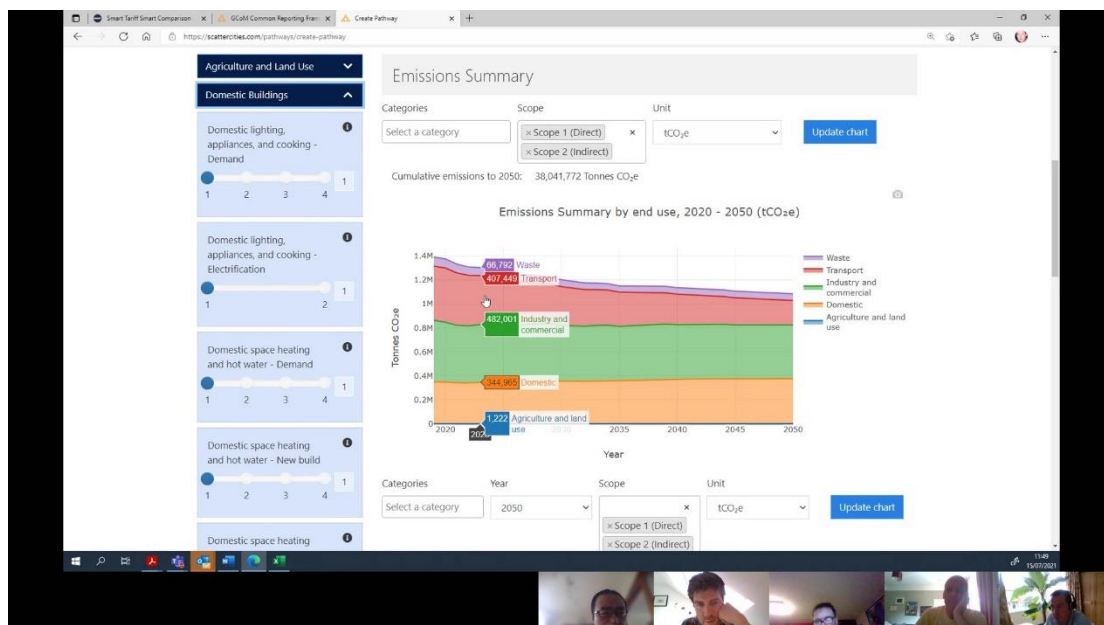 Smart Tariff Smart Comparison
GCoM Common Reporting Fram
Create Pathway
https://scattercities.com/pathways/create-pathway
Agriculture and Land Use
Domestic Buildings
Domestic lighting,
appliances, and cooking -
Demand
1
1 2 3 4
Domestic lighting,
appliances, and cooking -
Electrification
1
1 2
Domestic space heating
and hot water - Demand
1
1 2 3 4
Domestic space heating
and hot water - New build
1
1 2 3 4
Domestic space heating
Emissions Summary
Categories Scope Unit
Select a category × Scope 1 (Direct) × tCO₂e Update chart
× Scope 2 (Indirect)
Cumulative emissions to 2050: 38,041,772 Tonnes CO₂e
Emissions Summary by end use, 2020 - 2050 (tCO₂e)
Tonnes CO₂e
1.4M
1.2M
1M
0.8M
0.6M
0.4M
0.2M
0
66,792 Waste
407,449 Transport
482,001 Industry and
commercial
344,965 Domestic
1,222 Agriculture and land
use
2020 2030 2035 2040 2045 2050
Year
Waste
Transport
Industry and
commercial
Domestic
Agriculture and land
use
Categories Year Scope Unit
Select a category 2050 × tCO₂e Update chart
× Scope 1 (Direct)
× Scope 2 (Indirect)
11:49
15/07/2021